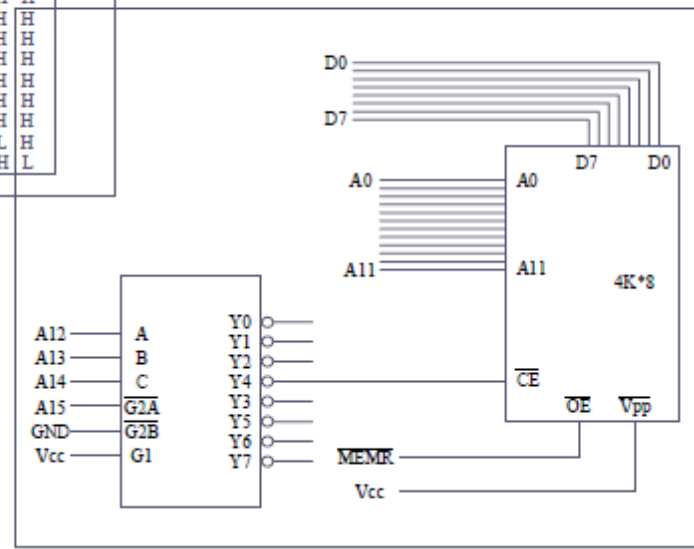 H H
H H
H H
H H
H H
H H
L H
H L
D0
D7
D7 D0
A0 A0
A11 A11
4K*8
Y0
A12 A Y1
A13 B Y2
A14 C Y4 CE
A15 G2A Y3 OE Vpp
GND G2B Y5
Vcc G1 Y6
Y7
MEMR
Vcc